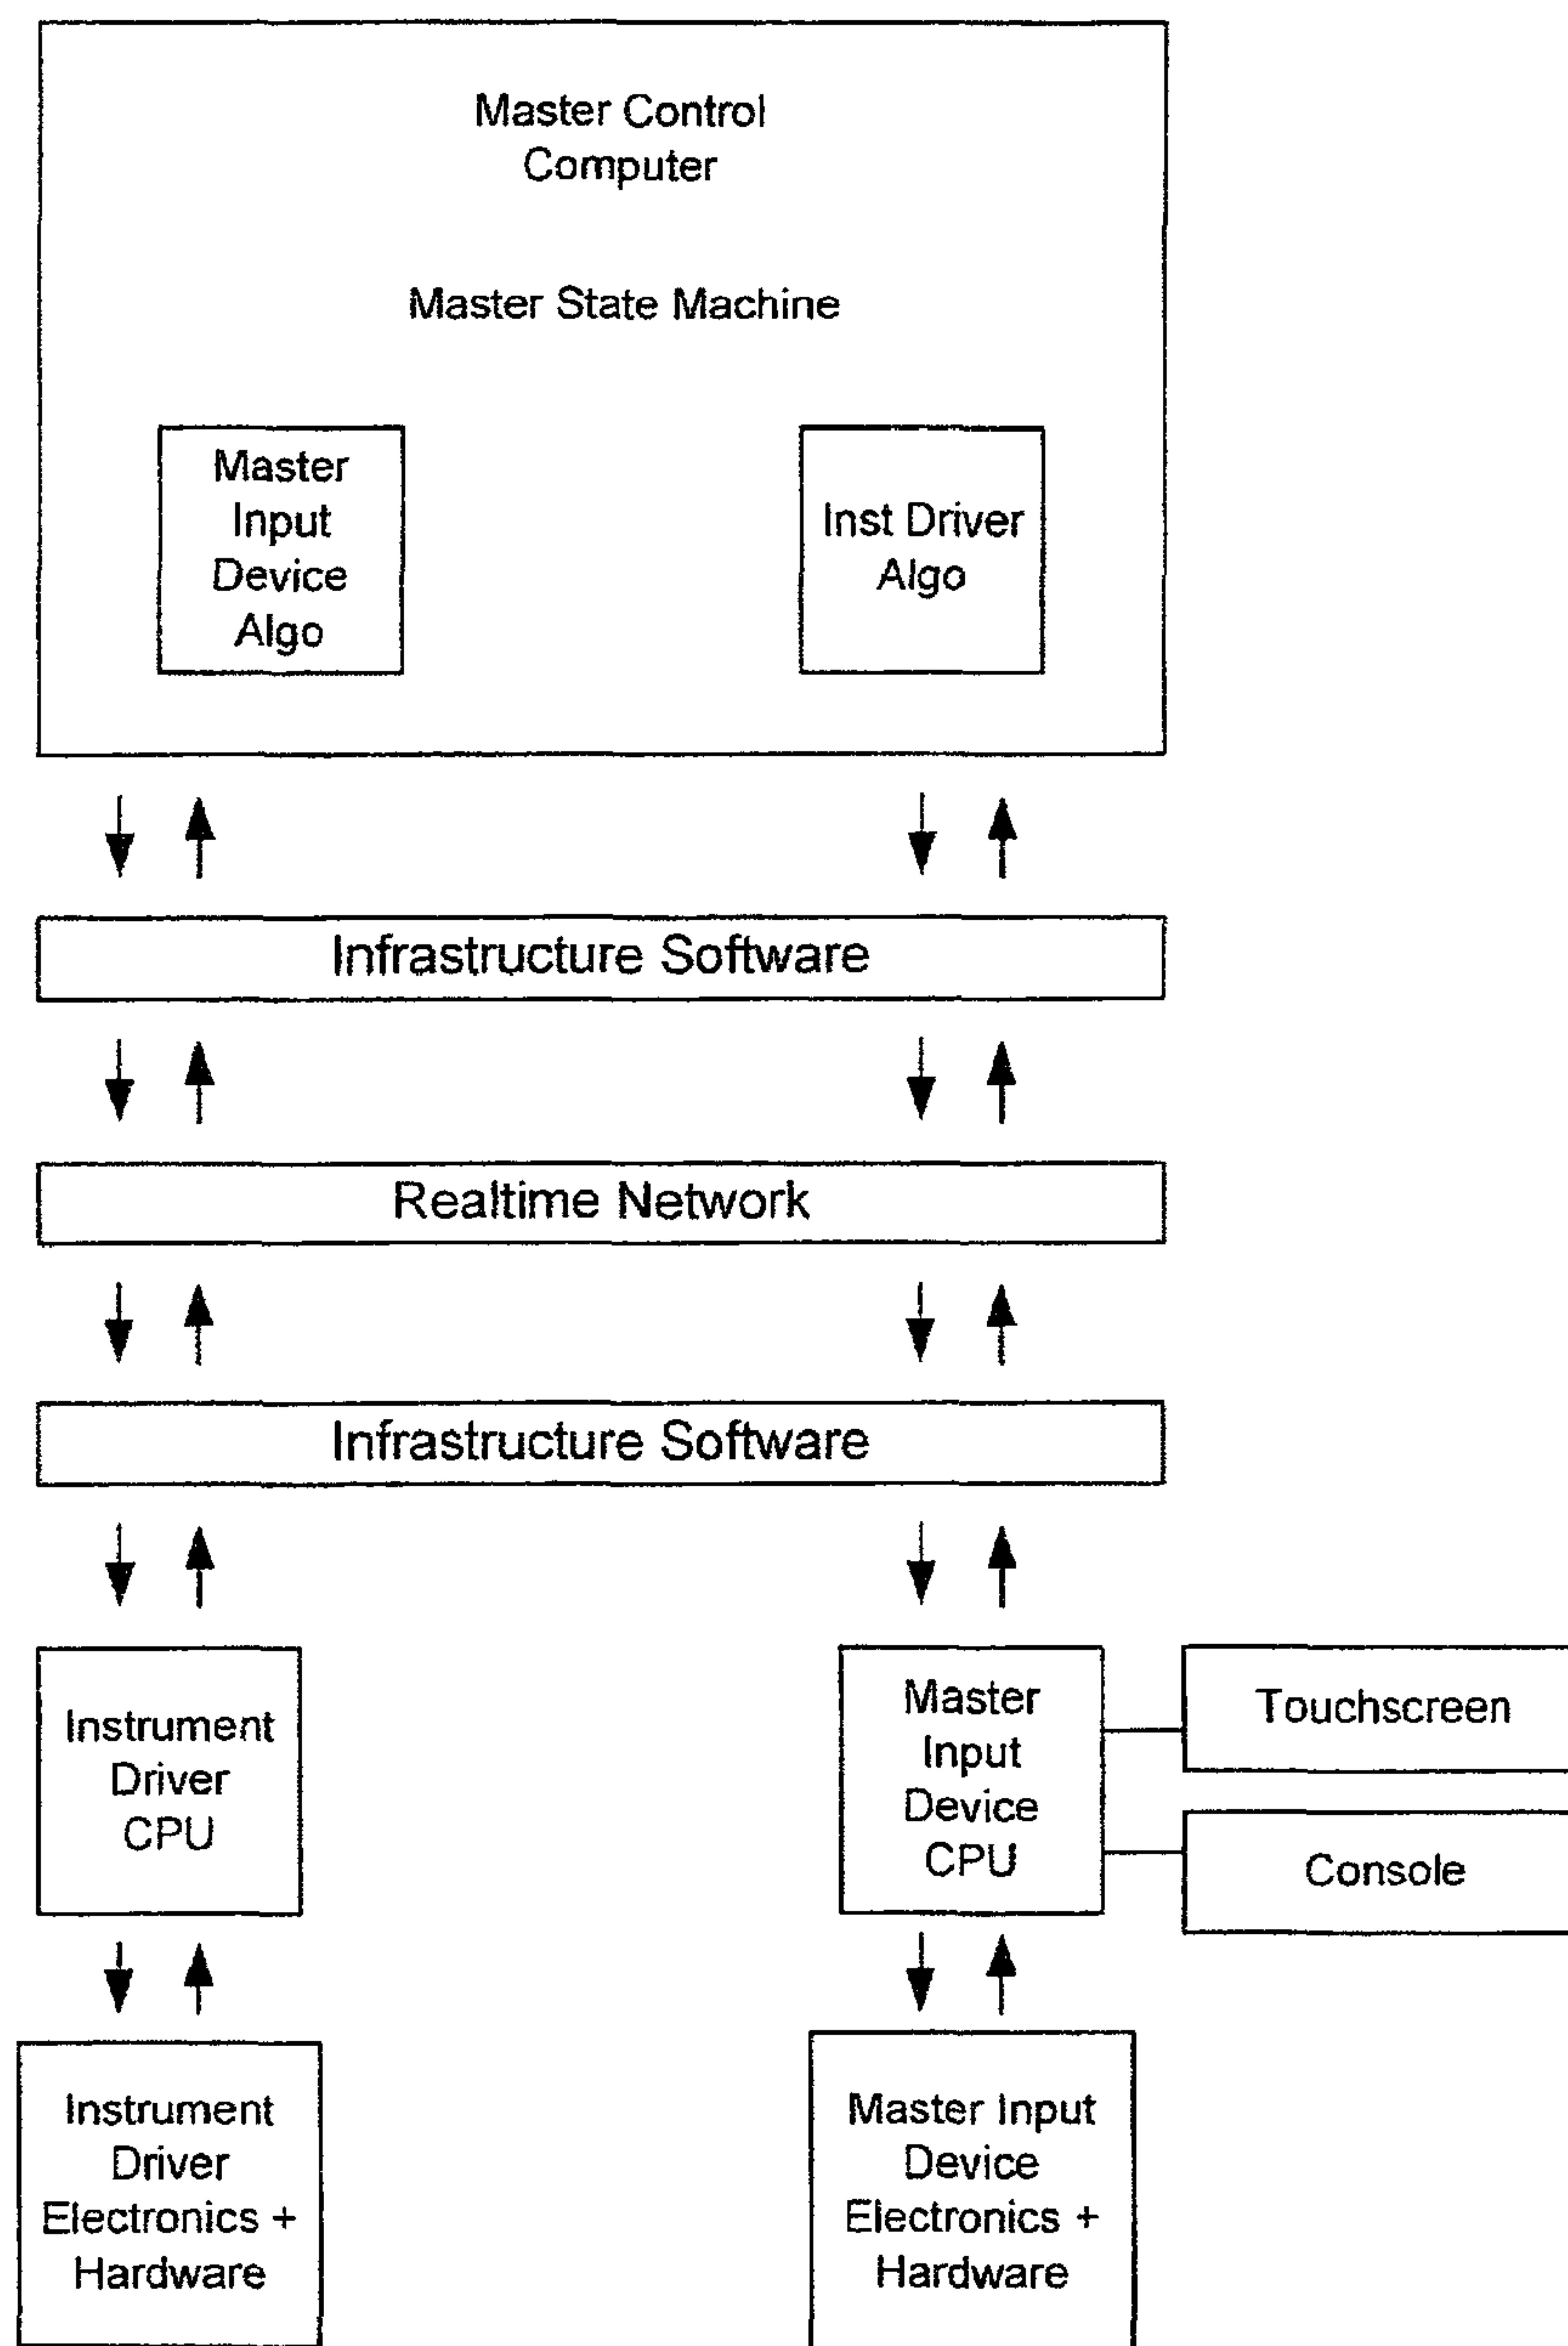 Master Control
Computer
Master State Machine
Master
Input
Device
Algo
Inst Driver
Algo
Infrastructure Software
Realtime Network
Infrastructure Software
Instrument
Driver
CPU
Master
Input
Device
CPU
Touchscreen
Console
Instrument
Driver
Electronics +
Hardware
Master Input
Device
Electronics +
Hardware